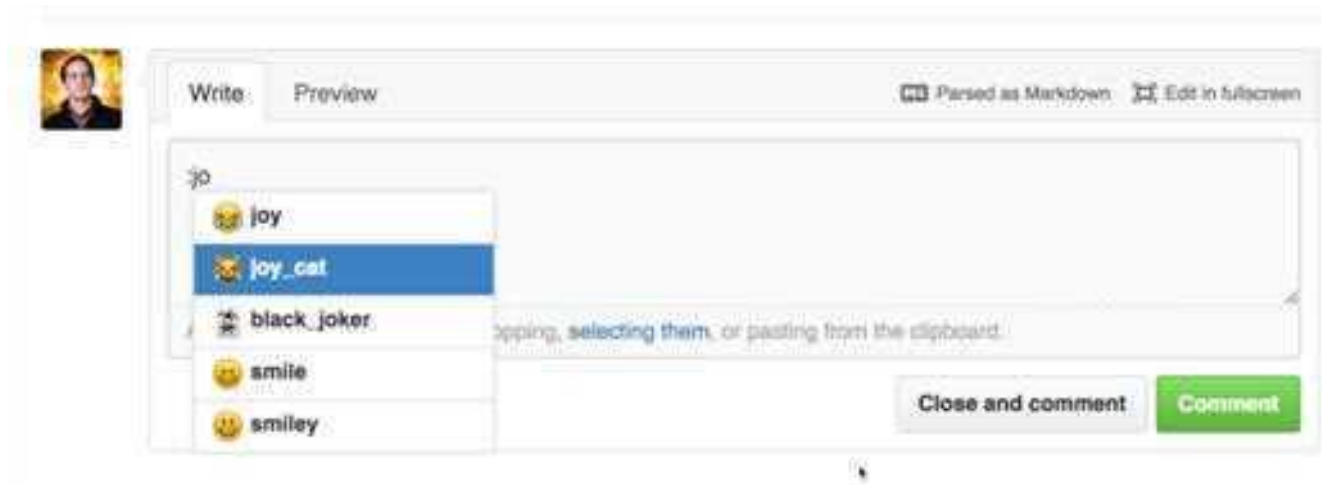 Write Preview Parsed as Markdown Edit in fullscreen
:jo
joy
joy_cat
black_joker
opping, selecting them, or pasting from the clipboard.
smile
smiley
Close and comment Comment